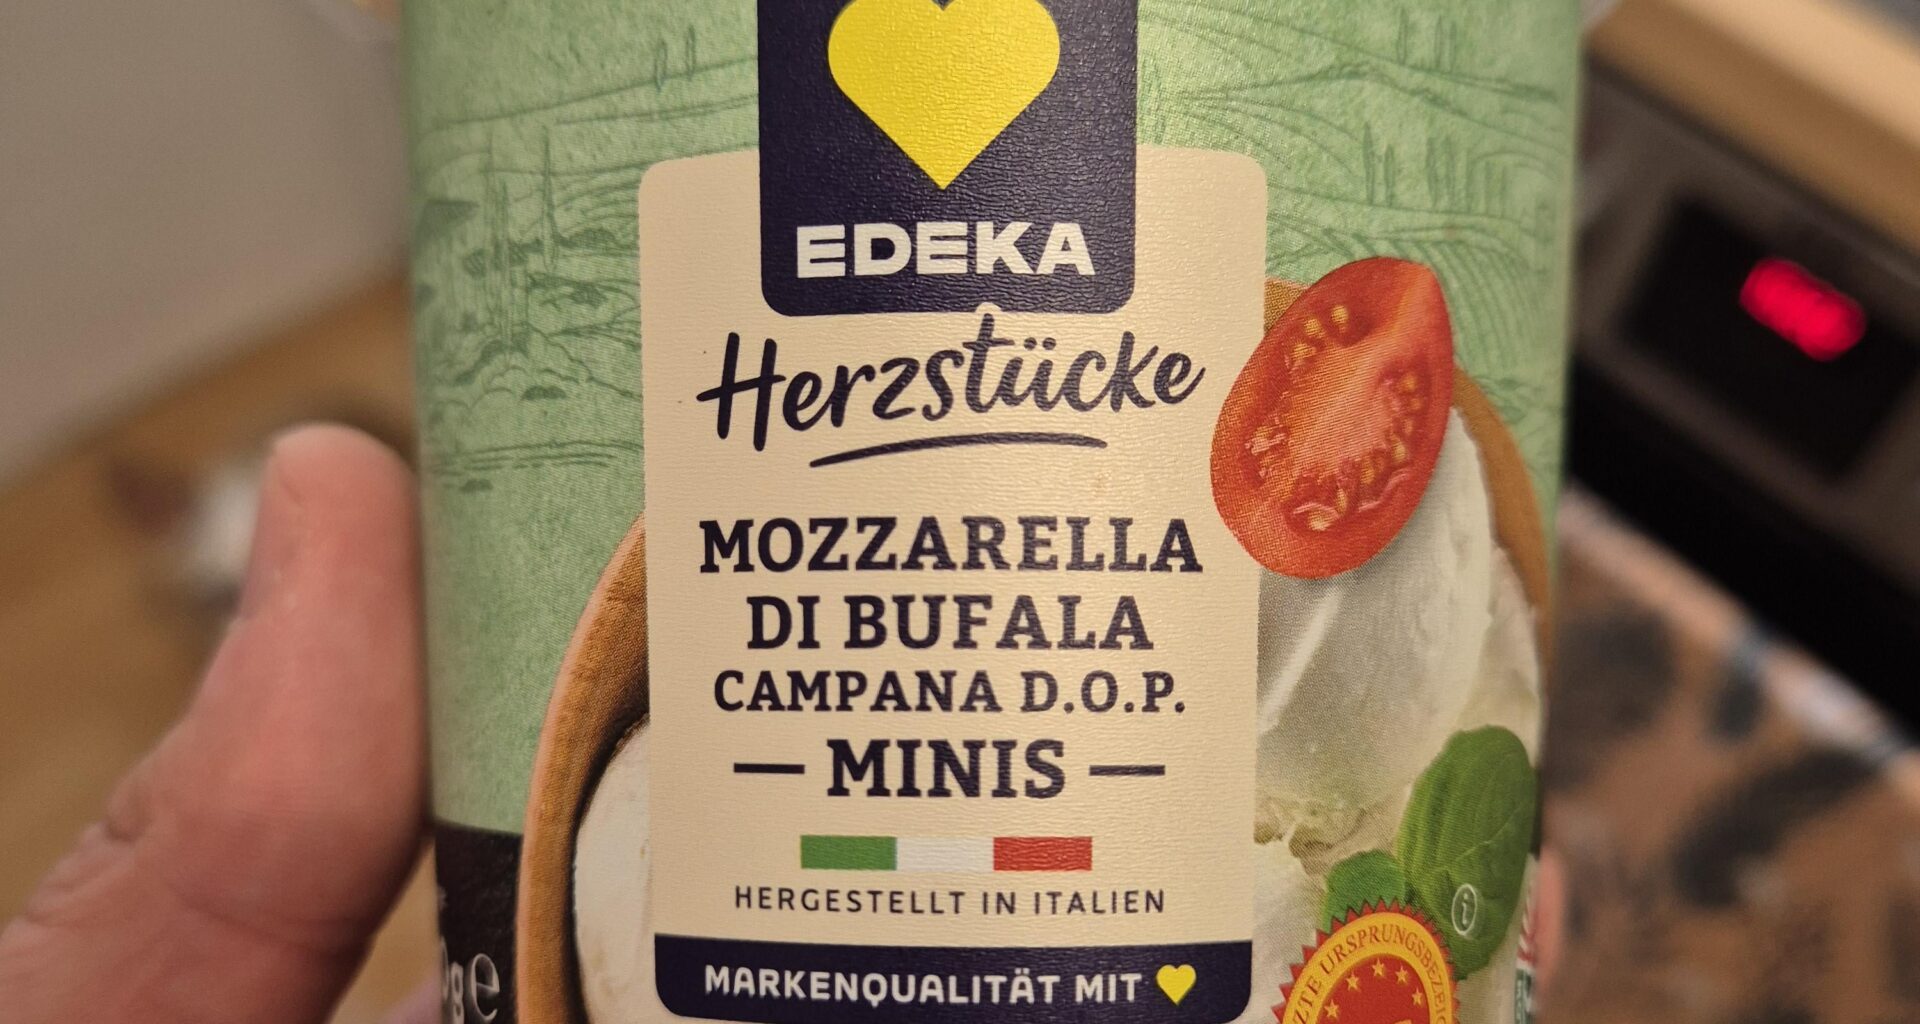 EDEKA
Herzstücke
MOZZARELLA
DI BUFALA
CAMPANA D.O.P.
— MINIS —
HERGESTELLT IN ITALIEN
MARKENQUALITÄT MIT